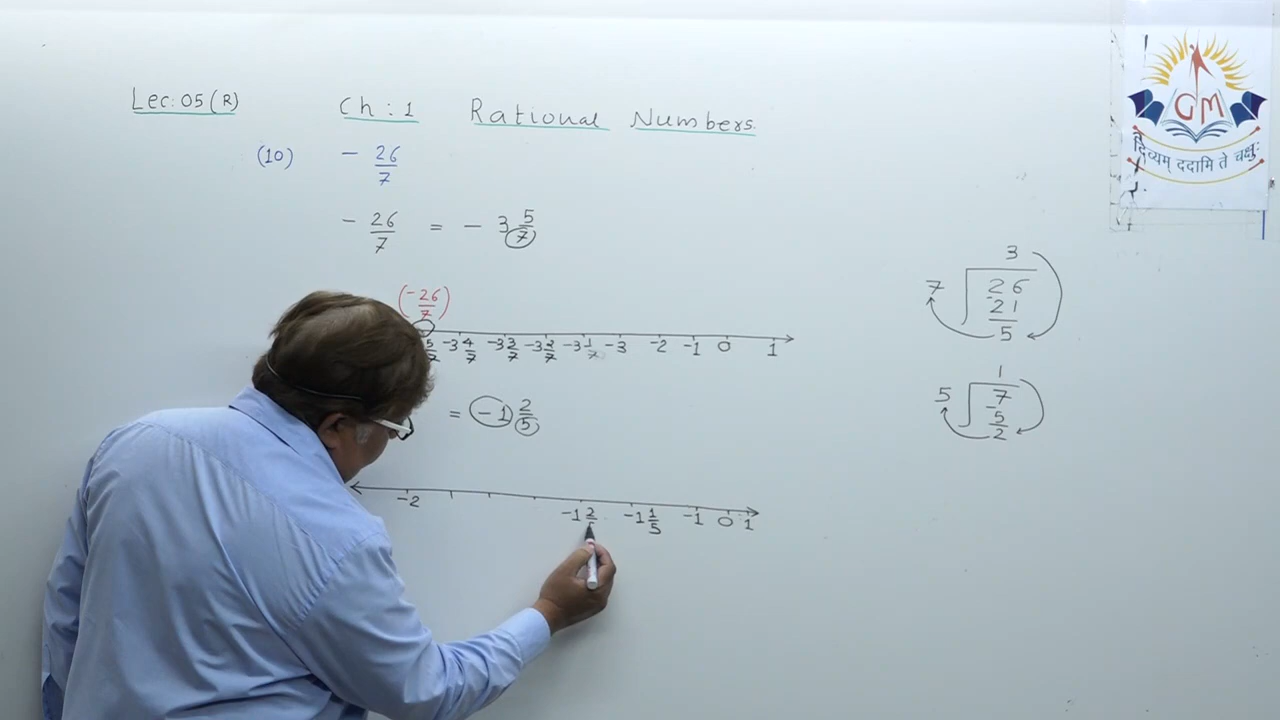 Lec: 05 (R) Ch : 1 Rational Numbers.
(10) - 26/7
- 26/7 = - 3 5/7
(-26/7)
5/7 -3 4/7 -3 3/7 -3 2/7 -3 1/7 -3 -2 -1 0 1
= -1 2/5
-2 -1 2/ -1 1/5 -1 0 1
3
7 26
-21
5
1
5 7
-5
2
GM
दिव्यम् ददामि ते चक्षुः